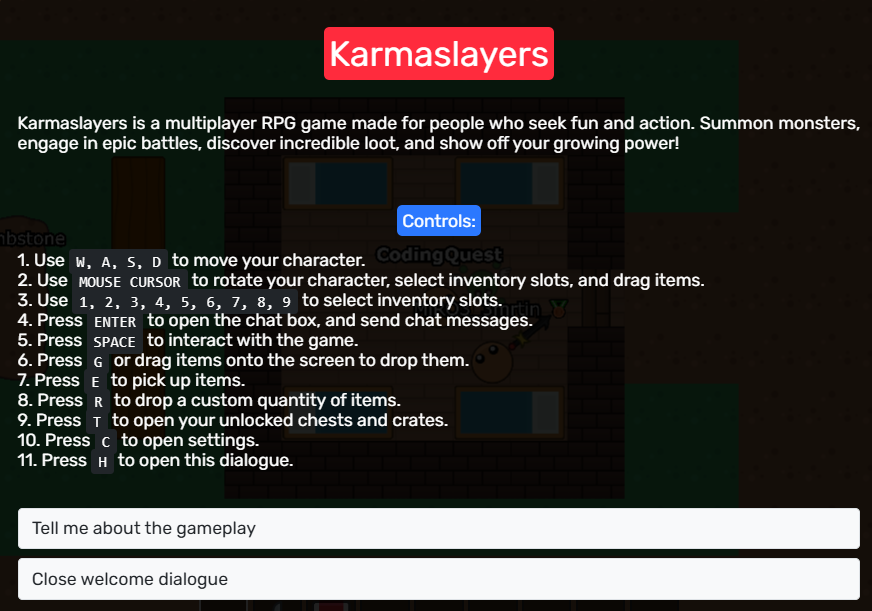 Karmaslayers
Karmaslayers is a multiplayer RPG game made for people who seek fun and action. Summon monsters,
engage in epic battles, discover incredible loot, and show off your growing power!
Controls:
mbstone
CodingQuest
1. Use W, A, S, D to move your character.
2. Use MOUSE CURSOR to rotate your character, select inventory slots, and drag items.
3. Use 1, 2, 3, 4, 5, 6, 7, 8, 9 to select inventory slots.
4. Press ENTER to open the chat box, and send chat messages.
5. Press SPACE to interact with the game.
6. Press G or drag items onto the screen to drop them.
7. Press E to pick up items.
8. Press R to drop a custom quantity of items.
9. Press T to open your unlocked chests and crates.
10. Press C to open settings.
11. Press H to open this dialogue.
Tell me about the gameplay
Close welcome dialogue